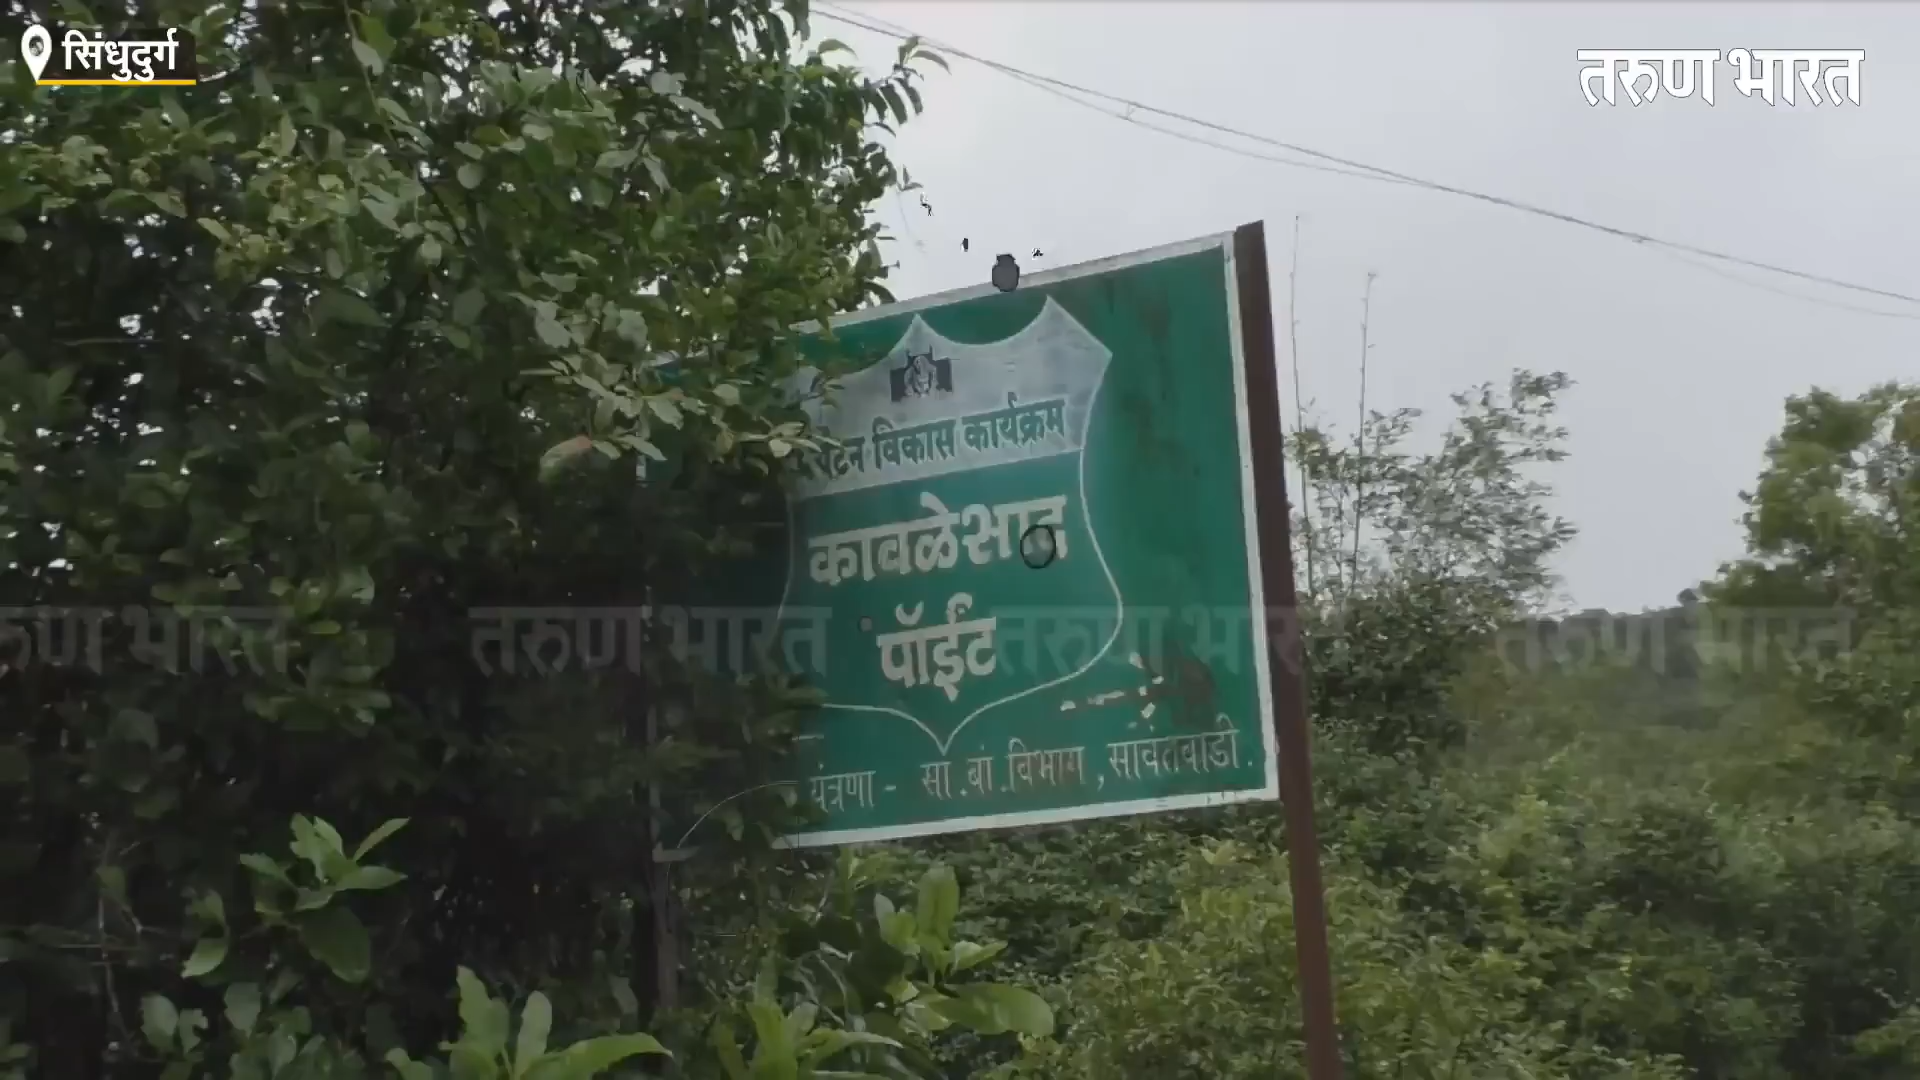 सिंधुदुर्ग
तरुण भारत
विकास कार्यक्रम
कावळेसाद
पॉईंट
यंत्रणा - सा.बां.विभाग, सावंतवाडी.
तरुण भारत तरुण भारत तरुण भारत तरुण भारत